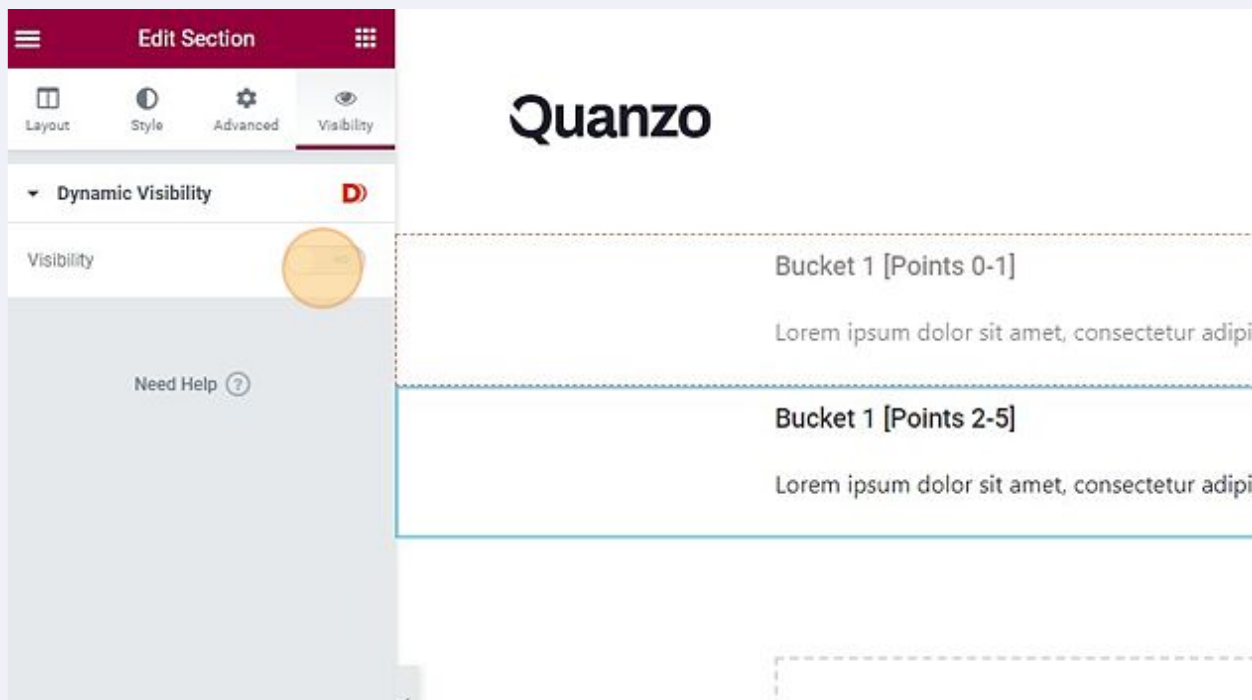 Edit Section
Layout
Style
Advanced
Visibility
Dynamic Visibility
D
Visibility
Need Help ?
Quanzo
Bucket 1 [Points 0-1]
Lorem ipsum dolor sit amet, consectetur adipi
Bucket 1 [Points 2-5]
Lorem ipsum dolor sit amet, consectetur adipi